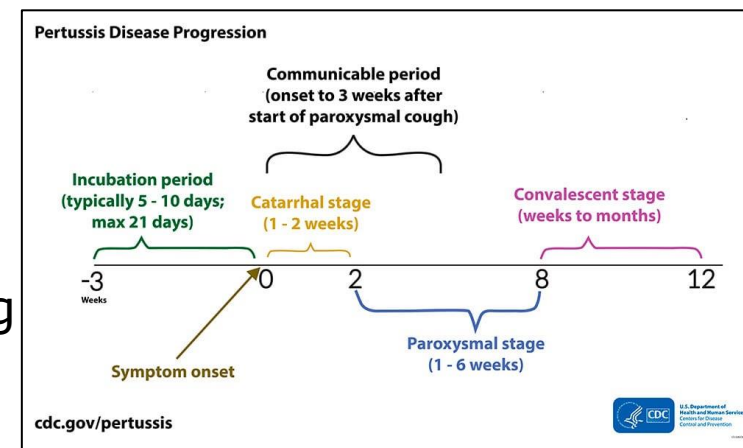 Pertussis Disease Progression
Communicable period
(onset to 3 weeks after
start of paroxysmal cough)
Incubation period
(typically 5 - 10 days;
max 21 days)
Catarrhal stage
(1 - 2 weeks)
Convalescent stage
(weeks to months)
-3
Weeks
0
2
8
12
g
Symptom onset
Paroxysmal stage
(1 - 6 weeks)
cdc.gov/pertussis
CDC
U.S. Department of
Health and Human Services
Centers for Disease
Control and Prevention